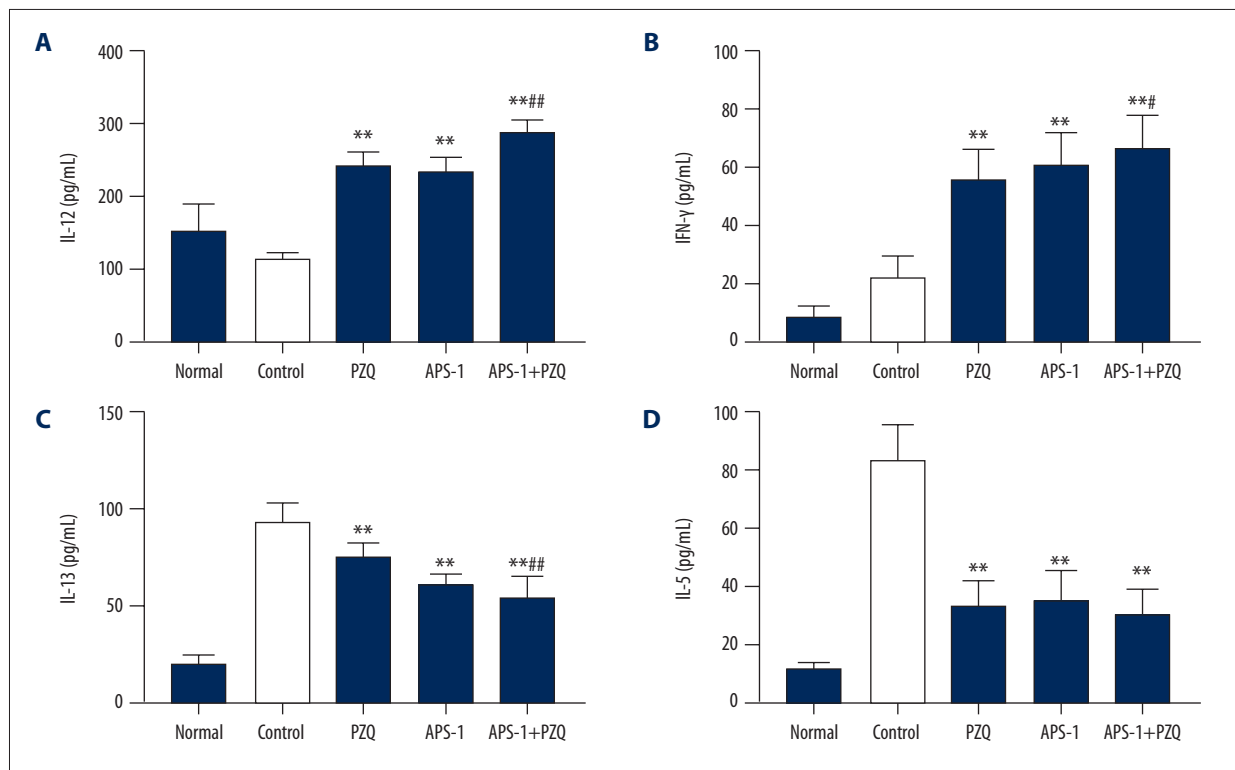 A
400
300
200
100
0
IL-12 (pg/mL)
**
**
**##
Normal Control PZQ APS-1 APS-1+PZQ
B
100
80
60
40
20
0
IFN-γ (pg/mL)
**
**
**#
Normal Control PZQ APS-1 APS-1+PZQ
C
150
100
50
0
IL-13 (pg/mL)
**
**
**##
Normal Control PZQ APS-1 APS-1+PZQ
D
100
80
60
40
20
0
IL-5 (pg/mL)
**
**
**
Normal Control PZQ APS-1 APS-1+PZQ